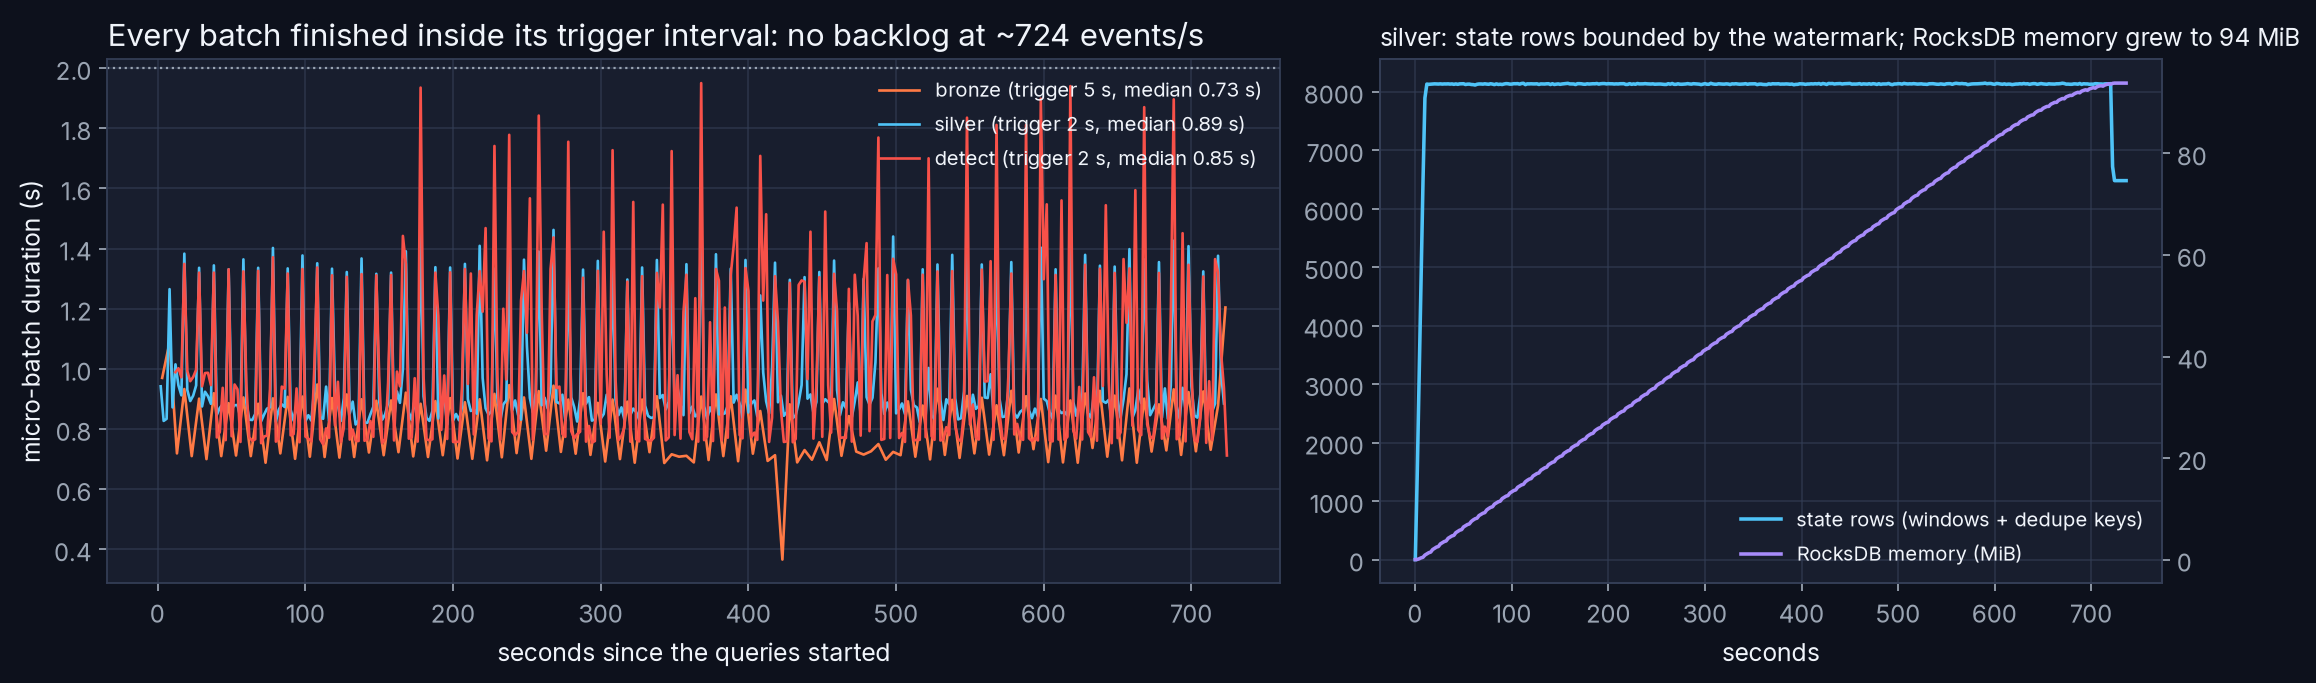 Every batch finished inside its trigger interval: no backlog at ~724 events/s
micro-batch duration (s)
2.0
1.8
1.6
1.4
1.2
1.0
0.8
0.6
0.4
bronze (trigger 5 s, median 0.73 s)
silver (trigger 2 s, median 0.89 s)
detect (trigger 2 s, median 0.85 s)
0 100 200 300 400 500 600 700
seconds since the queries started
silver: state rows bounded by the watermark; RocksDB memory grew to 94 MiB
8000
7000
6000
5000
4000
3000
2000
1000
0
80
60
40
20
0
state rows (windows + dedupe keys)
RocksDB memory (MiB)
0 100 200 300 400 500 600 700
seconds